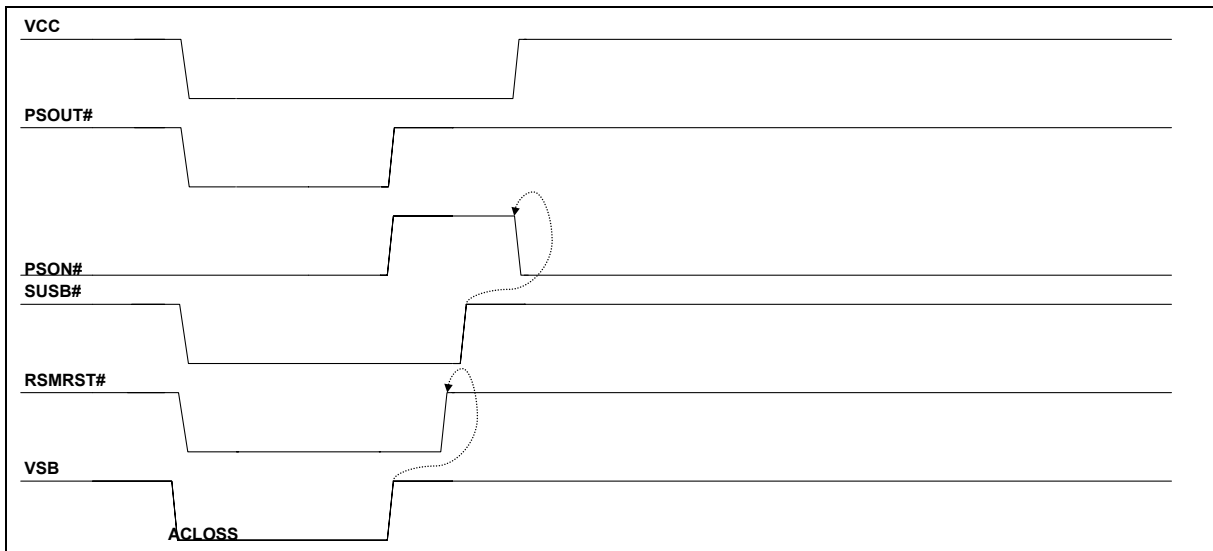 VCC
PSOUT#
PSON#
SUSB#
RSMRST#
VSB
ACLOSS